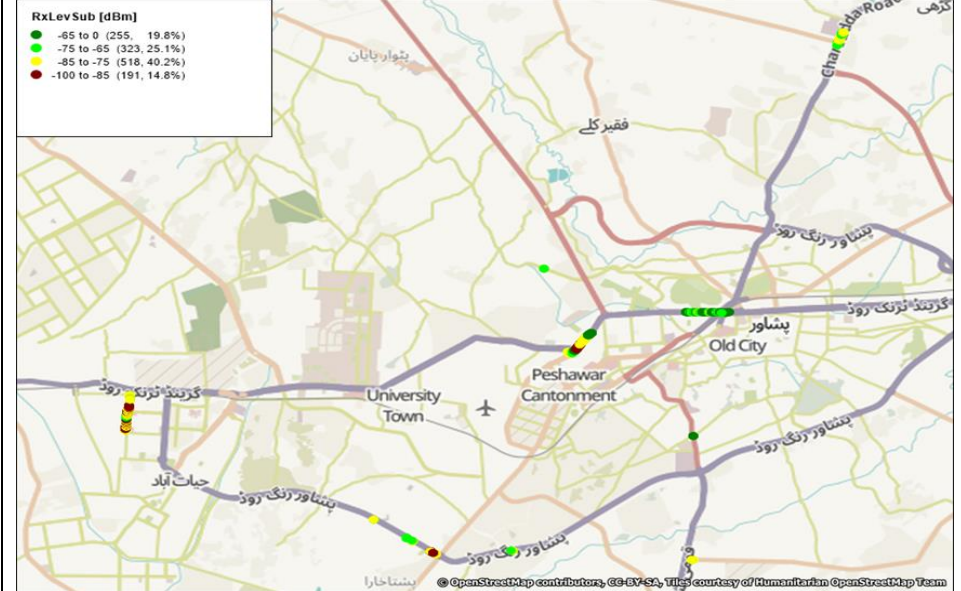 RxLevSub [dBm]
-65 to 0 (255, 19.8%)
-75 to -65 (323, 25.1%)
-85 to -75 (518, 40.2%)
-100 to -85 (191, 14.8%)
پٹوار پایان
فقیر کلے
پشاور رنگ روڈ
گرینڈ ٹرنک روڈ
پشاور
Old City
Peshawar
Cantonment
University
Town
گرینڈ ٹرنک روڈ
حیات آباد
پشاور رنگ روڈ
پشاور رنگ روڈ
پشاور رنگ روڈ
پشتاخارا
© OpenStreetMap contributors, CC-BY-SA, Tiles courtesy of Humanitarian OpenStreetMap Team